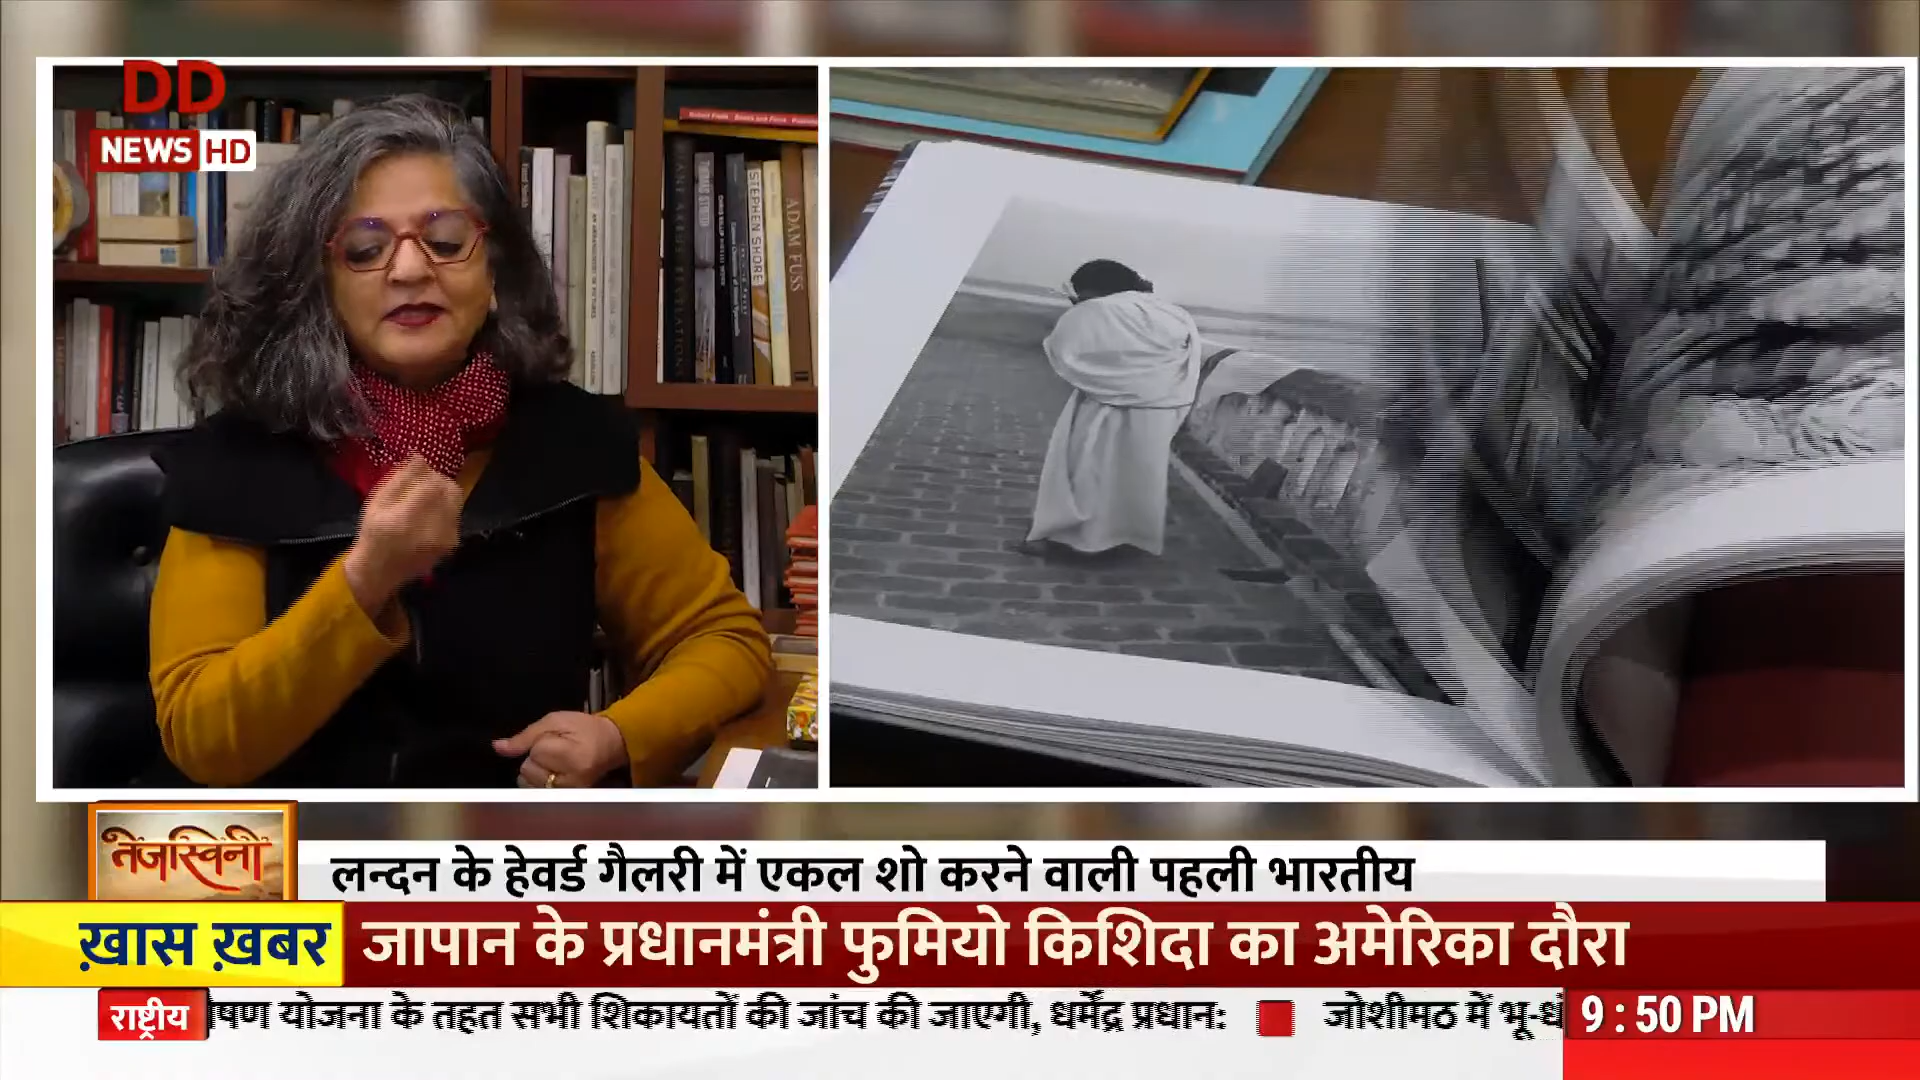 DD
NEWS HD
STEPHEN SHORE
ADAM FUSS
तेजस्विनी
लन्दन के हेवर्ड गैलरी में एकल शो करने वाली पहली भारतीय
ख़ास ख़बर
जापान के प्रधानमंत्री फुमियो किशिदा का अमेरिका दौरा
राष्ट्रीय
षण योजना के तहत सभी शिकायतों की जांच की जाएगी, धर्मेंद्र प्रधान:
जोशीमठ में भू-धं
9 : 50 PM